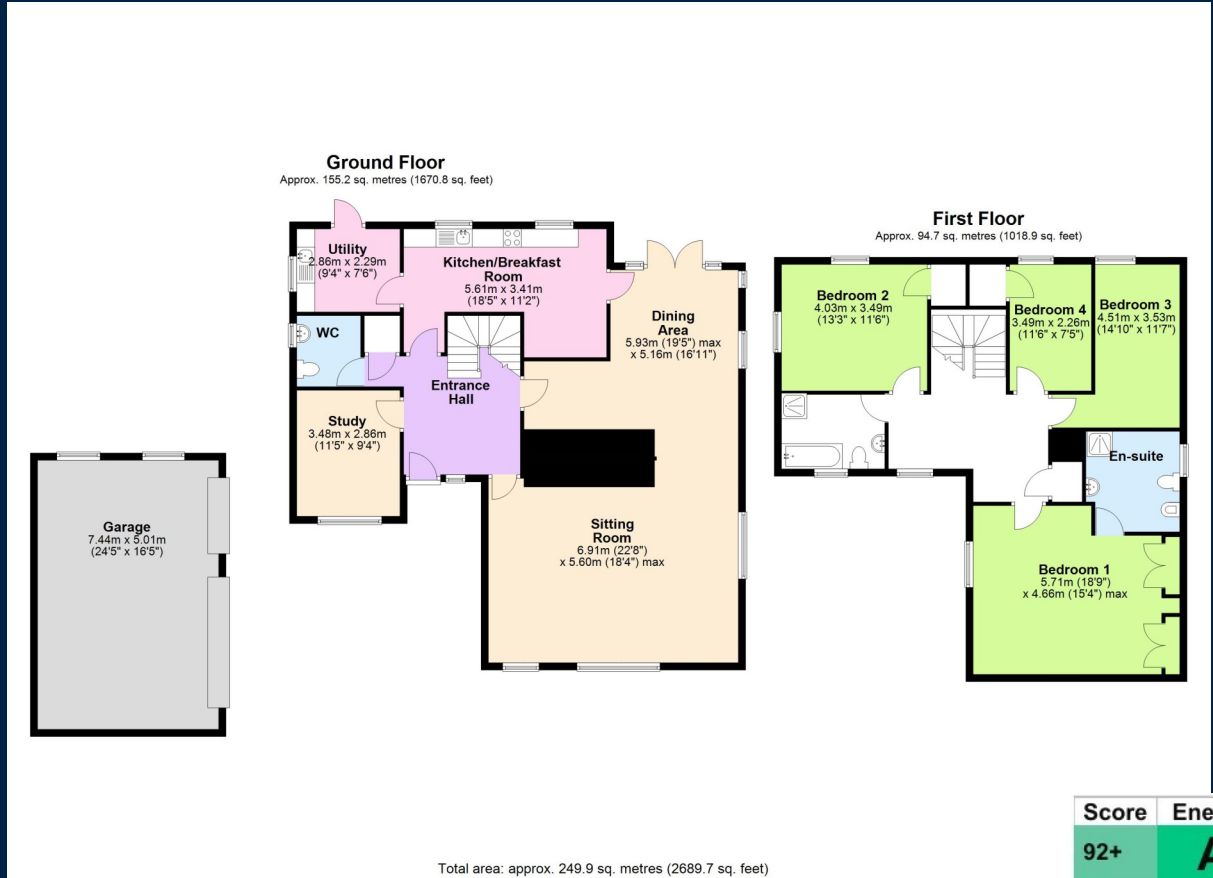 Ground Floor
Approx. 155.2 sq. metres (1670.8 sq. feet)
Utility
2.86m x 2.29m
(9'4" x 7'6")
Kitchen/Breakfast
Room
5.61m x 3.41m
(18'5" x 11'2")
WC
Dining
Area
5.93m (19'5") max
x 5.16m (16'11")
Entrance
Hall
Study
3.48m x 2.86m
(11'5" x 9'4")
Sitting
Room
6.91m (22'8")
x 5.60m (18'4") max
Garage
7.44m x 5.01m
(24'5" x 16'5")
First Floor
Approx. 94.7 sq. metres (1018.9 sq. feet)
Bedroom 2
4.03m x 3.49m
(13'3" x 11'6")
Bedroom 4
3.49m x 2.26m
(11'6" x 7'5")
Bedroom 3
4.51m x 3.53m
(14'10" x 11'7")
En-suite
Bedroom 1
5.71m (18'9")
x 4.66m (15'4") max
Total area: approx. 249.9 sq. metres (2689.7 sq. feet)
Score Ene
92+ A